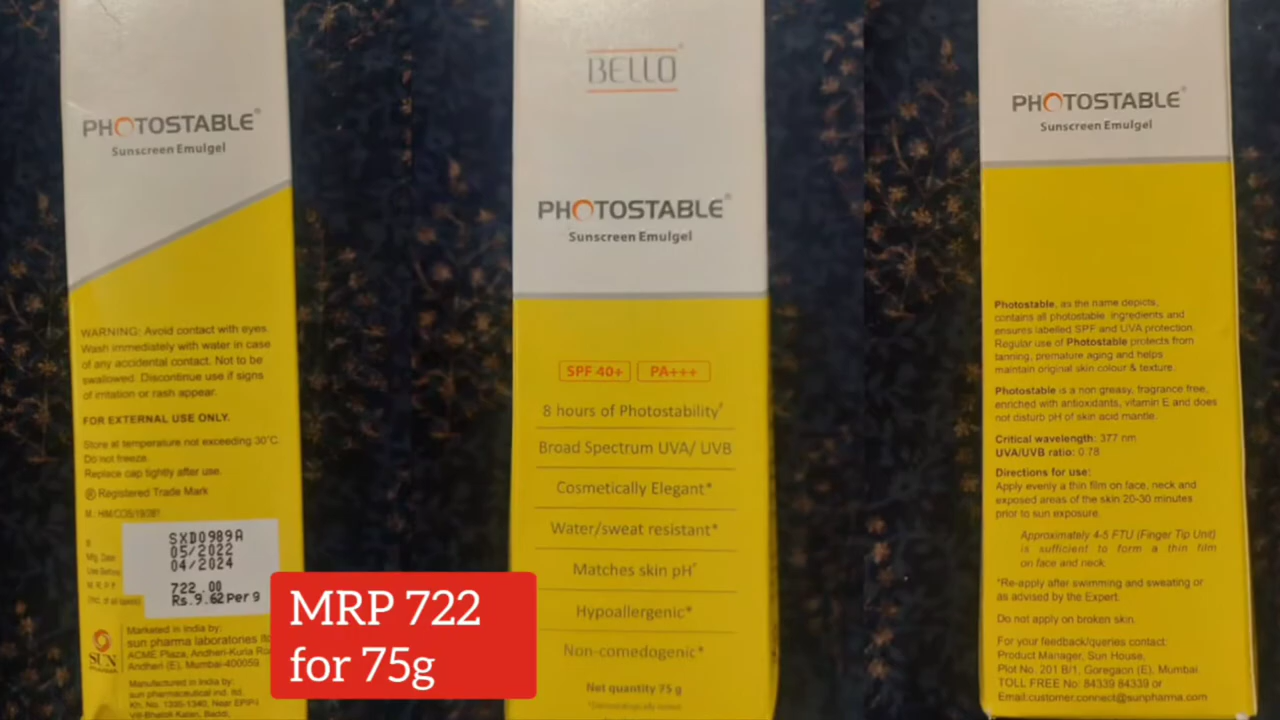 PHOTOSTABLE®
Sunscreen Emulgel
WARNING: Avoid contact with eyes.
Wash immediately with water in case
of any accidental contact. Not to be
swallowed. Discontinue use if signs
of irritation or rash appear.
FOR EXTERNAL USE ONLY.
Store at temperature not exceeding 30°C.
Do not freeze.
Replace cap tightly after use.
® Registered Trade Mark
Mfg. Date
Use Before
SXD0989A
05/2022
04/2024
722.00
Rs.9.62 Per g
SUN
Marketed in India by:
sun pharma laboratories
ACME Plaza, Andheri-Kurla
Andheri (E), Mumbai-400059
Manufactured in India by:
sun pharmaceutical ind. ltd.
Kh. No. 1335-1340, Near EPIP-I
MRP 722
for 75g
BELLO®
PHOTOSTABLE®
Sunscreen Emulgel
SPF 40+ PA+++
8 hours of Photostability#
Broad Spectrum UVA/ UVB
Cosmetically Elegant*
Water/sweat resistant*
Matches skin pH*
Hypoallergenic*
Non-comedogenic*
Net quantity 75 g
PHOTOSTABLE®
Sunscreen Emulgel
Photostable, as the name depicts,
contains all photostable ingredients and
ensures labelled SPF and UVA protection.
Regular use of Photostable protects from
tanning, premature aging and helps
maintain original skin colour & texture.
Photostable is a non greasy, fragrance free,
enriched with antioxidants, vitamin E and does
not disturb pH of skin acid mantle.
Critical wavelength: 377 nm
UVA/UVB ratio: 0.78
Directions for use:
Apply evenly a thin film on face, neck and
exposed areas of the skin 20-30 minutes
prior to sun exposure.
Approximately 4-5 FTU (Finger Tip Unit)
is sufficient to form a thin film
on face and neck.
*Re-apply after swimming and sweating or
as advised by the Expert.
Do not apply on broken skin.
For your feedback/queries contact:
Product Manager, Sun House,
Plot No. 201 B/1, Goregaon (E), Mumbai.
TOLL FREE No: 84339 84339 or
Email:customer.connect@sunpharma.com